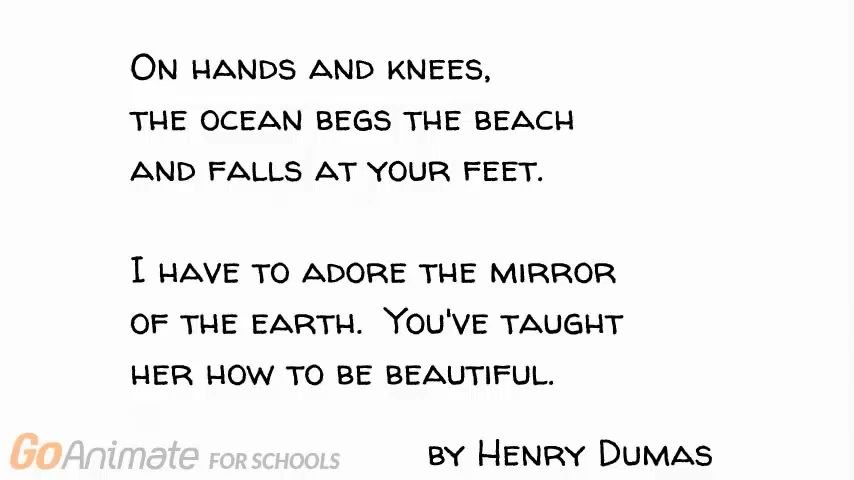 On hands and knees,
the ocean begs the beach
and falls at your feet.
I have to adore the mirror
of the earth. You've taught
her how to be beautiful.
by Henry Dumas
GoAnimate FOR SCHOOLS